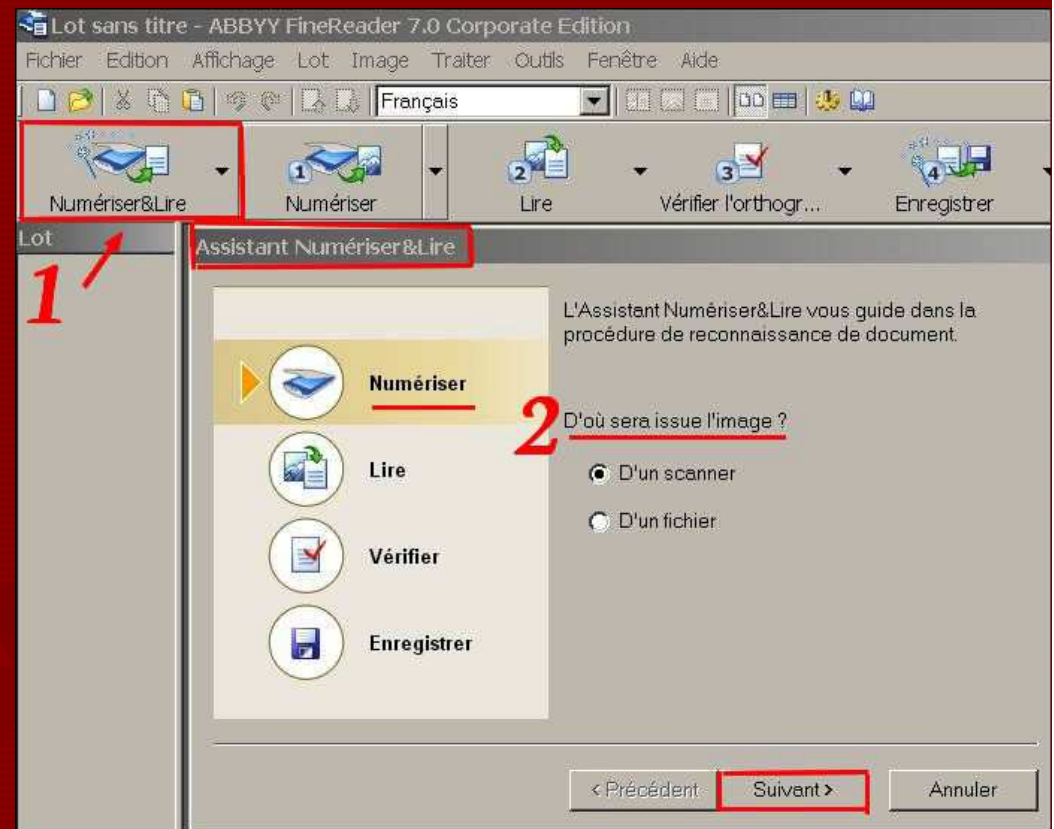 Lot sans titre - ABBYY FineReader 7.0 Corporate Edition
Fichier Edition Affichage Lot Image Traiter Outils Fenêtre Aide
Français
1 2 3 4
Numériser&Lire Numériser Lire Vérifier l'orthogr... Enregistrer
Lot
Assistant Numériser&Lire
1
L'Assistant Numériser&Lire vous guide dans la
procédure de reconnaissance de document.
Numériser
2
D'où sera issue l'image ?
Lire
D'un scanner
D'un fichier
Vérifier
Enregistrer
< Précédent Suivant > Annuler